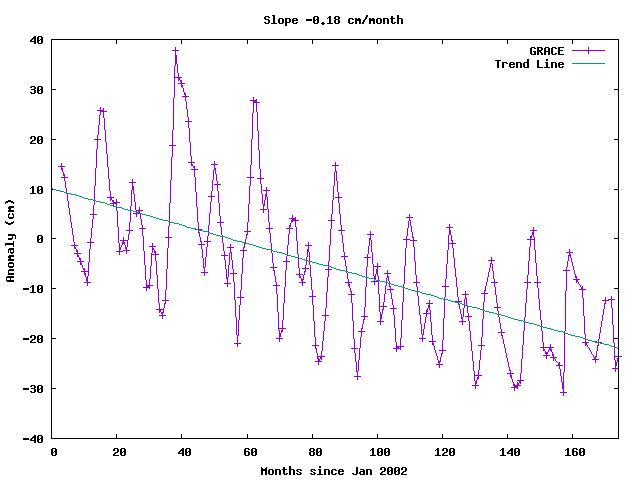 Slope -0.18 cm/month
GRACE
Trend Line
Anomaly (cm)
40
30
20
10
0
-10
-20
-30
-40
0 20 40 60 80 100 120 140 160
Months since Jan 2002